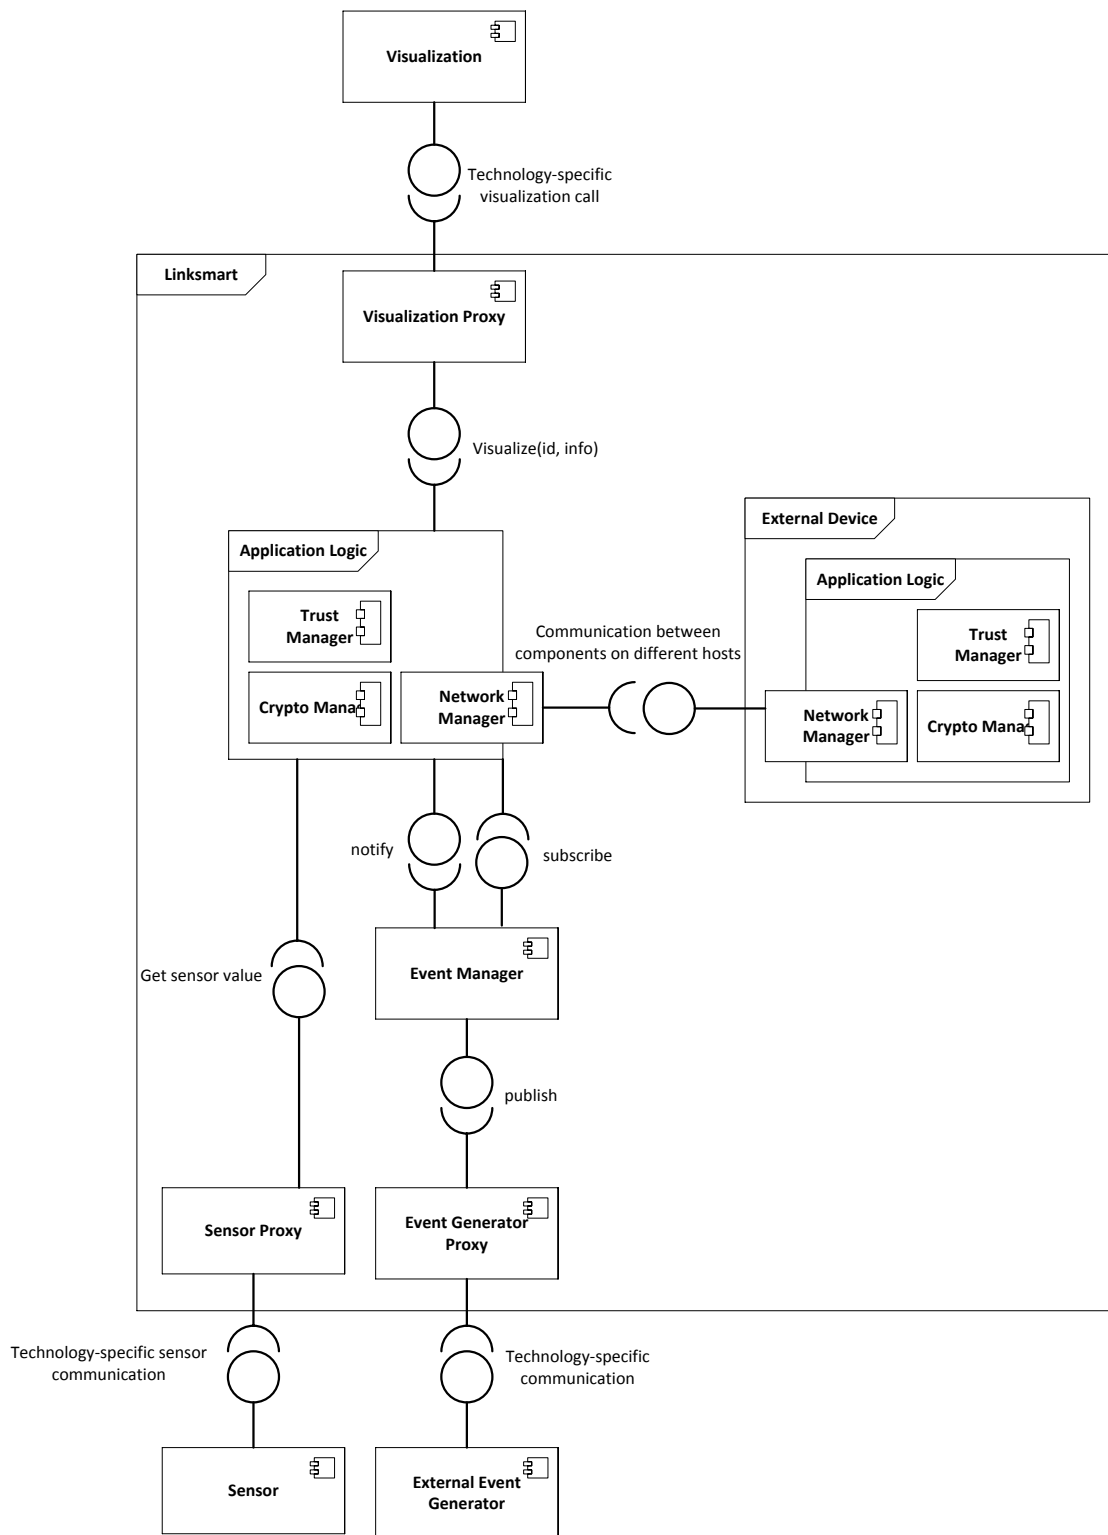 Visualization
Technology-specific
visualization call
Linksmart
Visualization Proxy
Visualize(id, info)
Application Logic
Trust
Manager
Crypto Mana
Network
Manager
Communication between
components on different hosts
External Device
Application Logic
Trust
Manager
Network
Manager
Crypto Mana
notify
subscribe
Get sensor value
Event Manager
publish
Sensor Proxy
Event Generator
Proxy
Technology-specific sensor
communication
Technology-specific
communication
Sensor
External Event
Generator